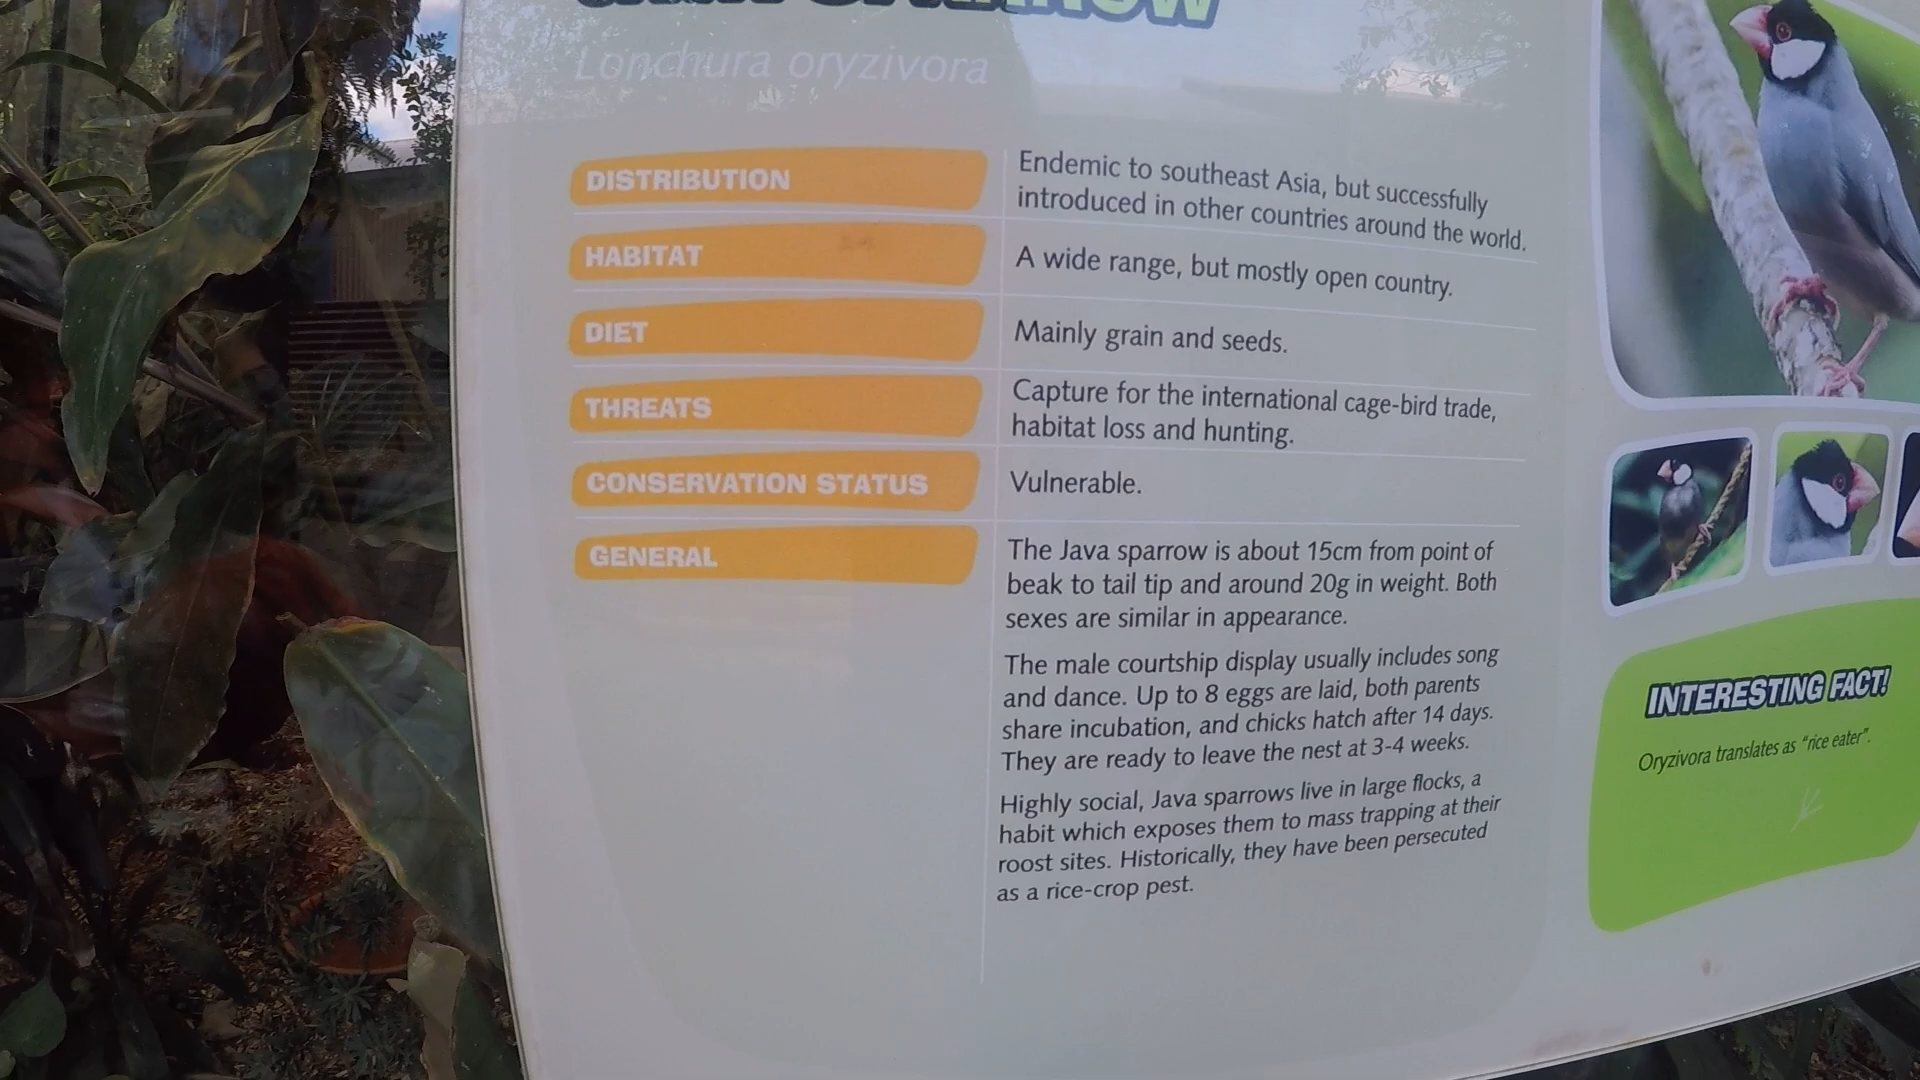 SPARROW
Lonchura oryzivora
DISTRIBUTION
Endemic to southeast Asia, but successfully
introduced in other countries around the world.
HABITAT
A wide range, but mostly open country.
DIET
Mainly grain and seeds.
THREATS
Capture for the international cage-bird trade,
habitat loss and hunting.
CONSERVATION STATUS
Vulnerable.
GENERAL
The Java sparrow is about 15cm from point of
beak to tail tip and around 20g in weight. Both
sexes are similar in appearance.
The male courtship display usually includes song
and dance. Up to 8 eggs are laid, both parents
share incubation, and chicks hatch after 14 days.
They are ready to leave the nest at 3-4 weeks.
Highly social, Java sparrows live in large flocks, a
habit which exposes them to mass trapping at their
roost sites. Historically, they have been persecuted
as a rice-crop pest.
INTERESTING FACT!
Oryzivora translates as "rice eater".